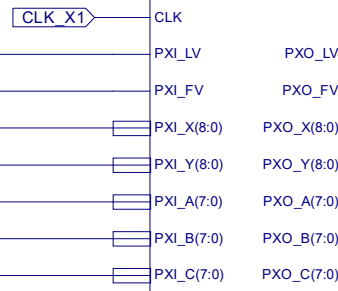 CLK_X1 CLK
PXI_LV PXO_LV
PXI_FV PXO_FV
PXI_X(8:0) PXO_X(8:0)
PXI_Y(8:0) PXO_Y(8:0)
PXI_A(7:0) PXO_A(7:0)
PXI_B(7:0) PXO_B(7:0)
PXI_C(7:0) PXO_C(7:0)